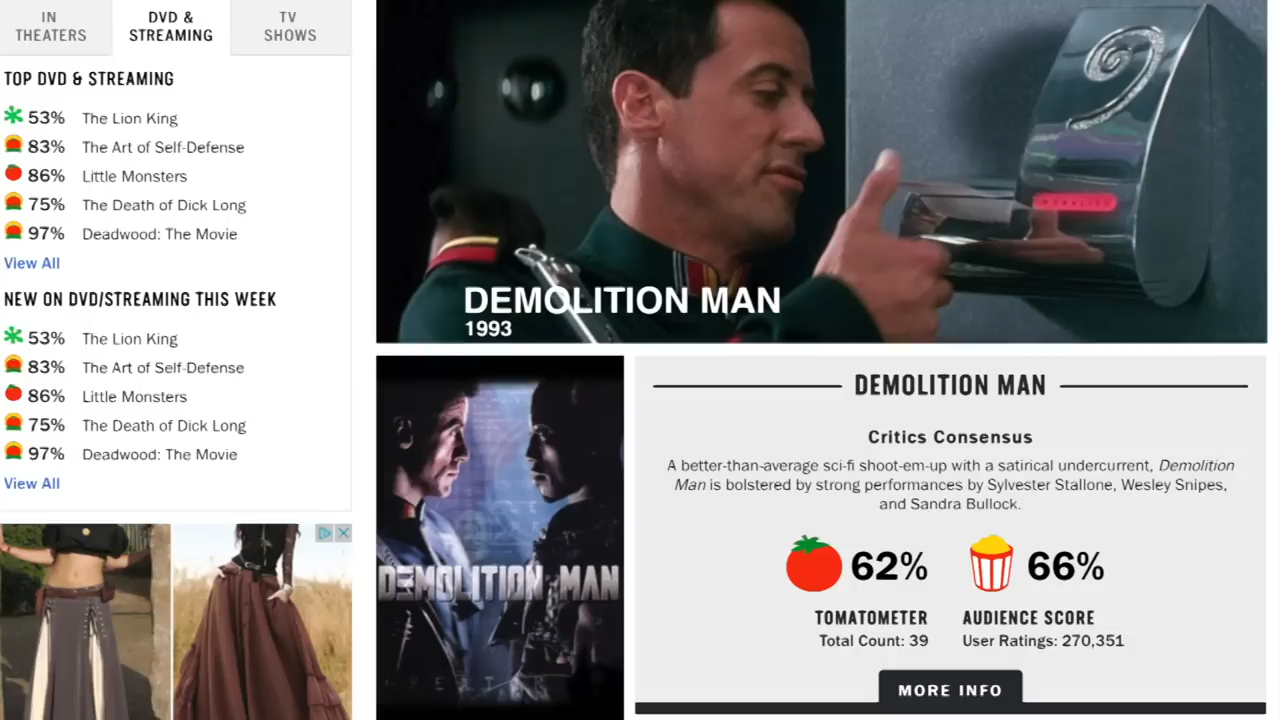 IN
THEATERS
DVD &
STREAMING
TV
SHOWS
TOP DVD & STREAMING
53% The Lion King
83% The Art of Self-Defense
86% Little Monsters
75% The Death of Dick Long
97% Deadwood: The Movie
View All
NEW ON DVD/STREAMING THIS WEEK
53% The Lion King
83% The Art of Self-Defense
86% Little Monsters
75% The Death of Dick Long
97% Deadwood: The Movie
View All
DEMOLITION MAN
1993
DEMOLITION MAN
DEMOLITION MAN
Critics Consensus
A better-than-average sci-fi shoot-em-up with a satirical undercurrent, Demolition
Man is bolstered by strong performances by Sylvester Stallone, Wesley Snipes,
and Sandra Bullock.
62%
66%
TOMATOMETER
Total Count: 39
AUDIENCE SCORE
User Ratings: 270,351
MORE INFO